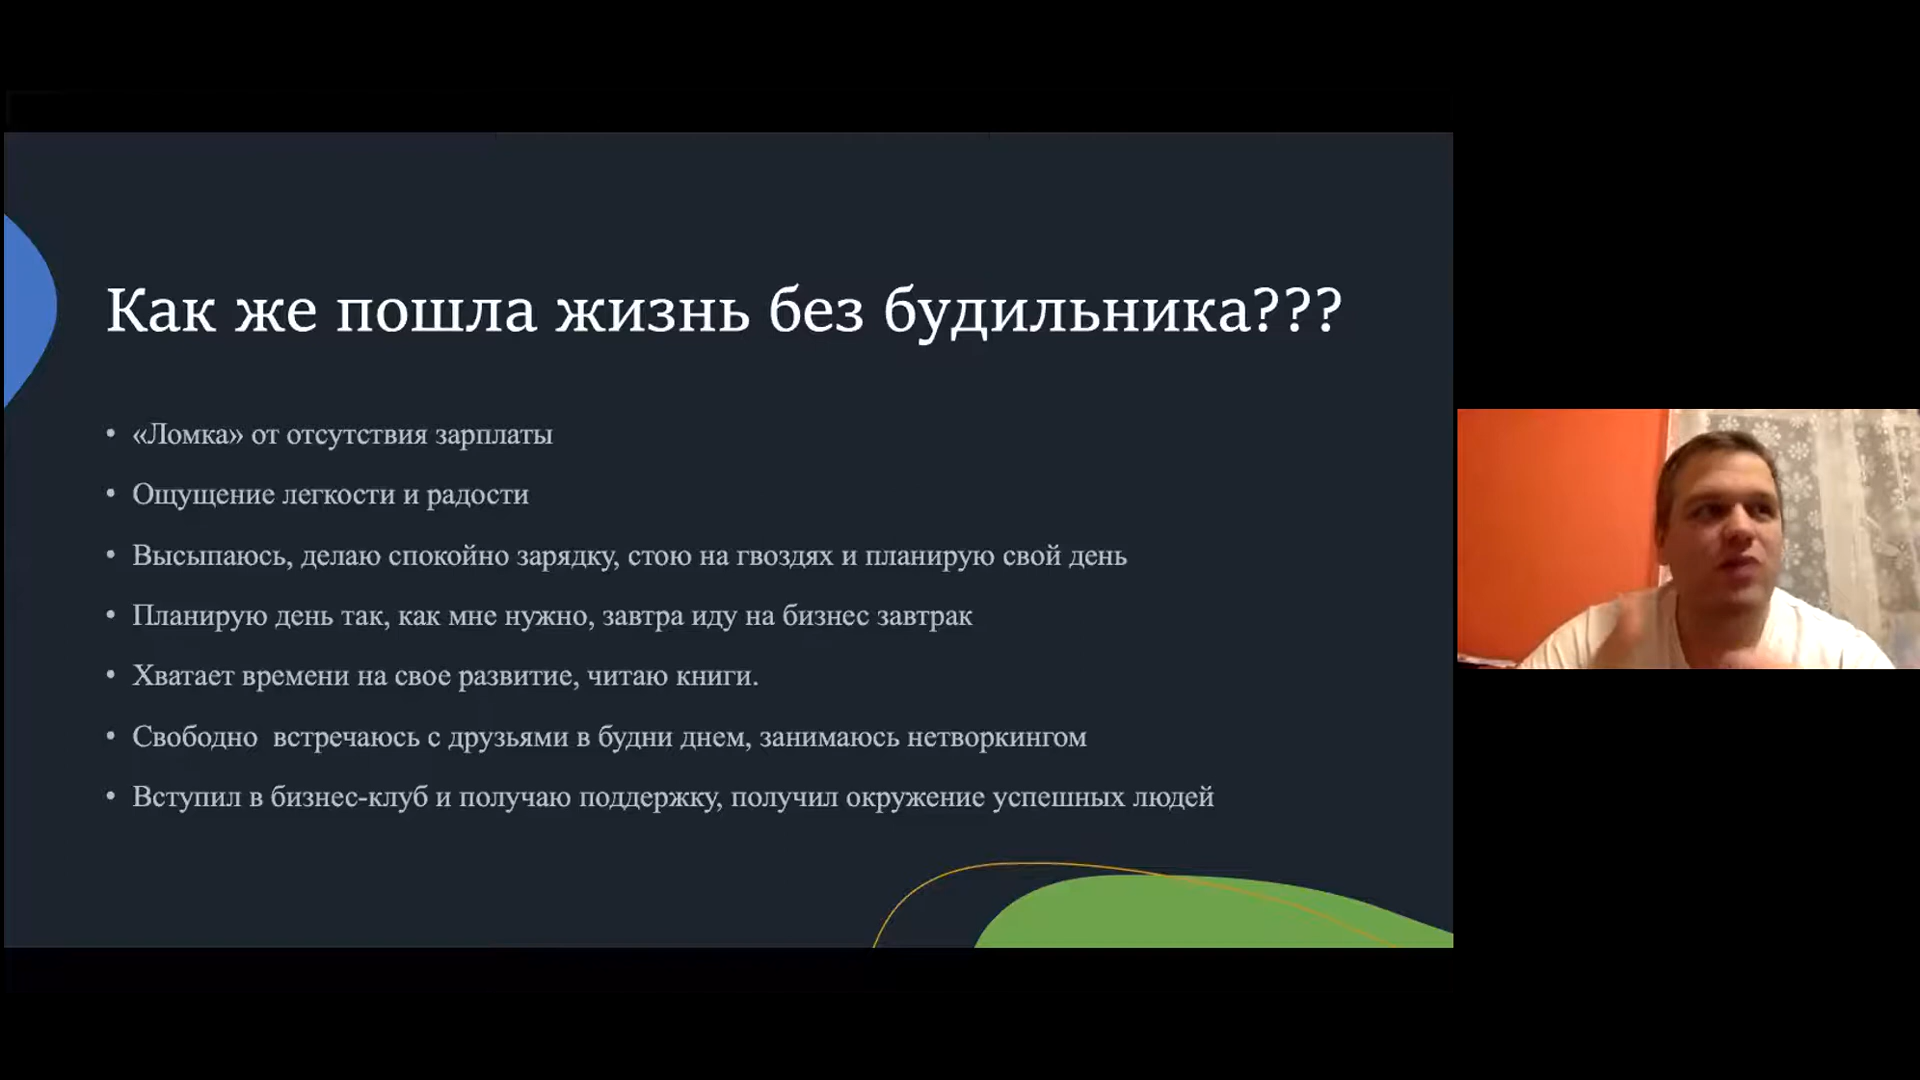 Как же пошла жизнь без будильника???
• «Ломка» от отсутствия зарплаты
• Ощущение легкости и радости
• Высыпаюсь, делаю спокойно зарядку, стою на гвоздях и планирую свой день
• Планирую день так, как мне нужно, завтра иду на бизнес завтрак
• Хватает времени на свое развитие, читаю книги.
• Свободно  встречаюсь с друзьями в будни днем, занимаюсь нетворкингом
• Вступил в бизнес-клуб и получаю поддержку, получил окружение успешных людей